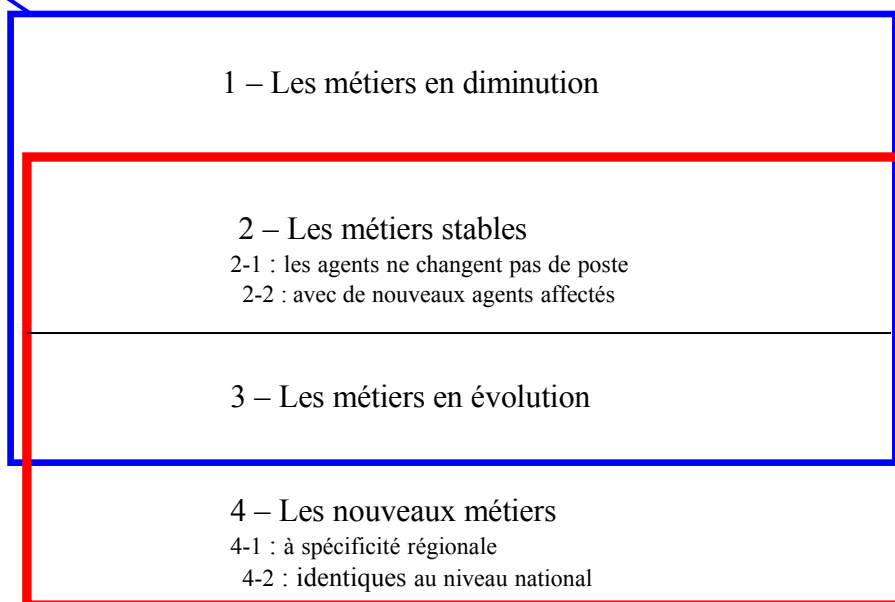 1 – Les métiers en diminution
2 – Les métiers stables
2-1 : les agents ne changent pas de poste
2-2 : avec de nouveaux agents affectés
3 – Les métiers en évolution
4 – Les nouveaux métiers
4-1 : à spécificité régionale
4-2 : identiques au niveau national